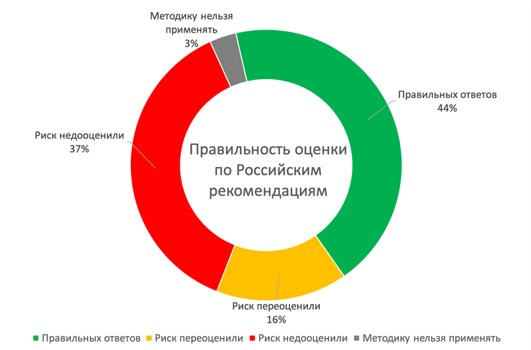 Методику нельзя
применять
3%
Правильных ответов
44%
Риск недооценили
37%
Правильность оценки
по Российским
рекомендациям
Риск переоценили
16%
Правильных ответов Риск переоценили Риск недооценили Методику нельзя применять